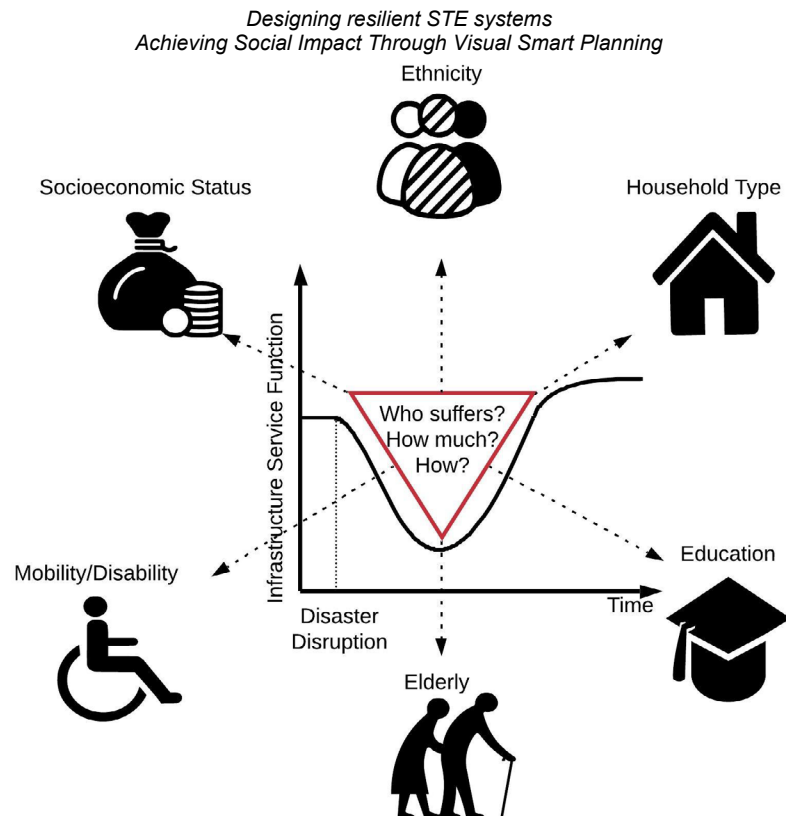 Designing resilient STE systems
Achieving Social Impact Through Visual Smart Planning
Ethnicity
Socioeconomic Status
Household Type
Infrastructure Service Function
Who suffers?
How much?
How?
Mobility/Disability
Education
Time
Disaster
Disruption
Elderly